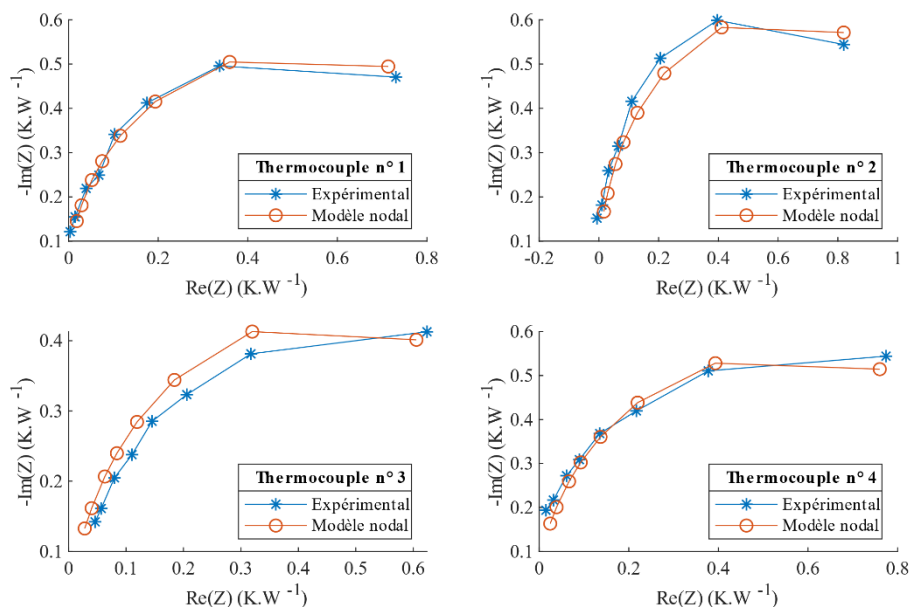 0.6
0.5
0.4
0.3
0.2
0.1
-Im(Z) (K.W -1)
Thermocouple n° 1
Expérimental
Modèle nodal
0 0.2 0.4 0.6 0.8
Re(Z) (K.W -1)
0.6
0.5
0.4
0.3
0.2
0.1
-Im(Z) (K.W -1)
Thermocouple n° 2
Expérimental
Modèle nodal
-0.2 0 0.2 0.4 0.6 0.8 1
Re(Z) (K.W -1)
0.4
0.3
0.2
0.1
-Im(Z) (K.W -1)
Thermocouple n° 3
Expérimental
Modèle nodal
0 0.1 0.2 0.3 0.4 0.5 0.6
Re(Z) (K.W -1)
0.6
0.5
0.4
0.3
0.2
0.1
-Im(Z) (K.W -1)
Thermocouple n° 4
Expérimental
Modèle nodal
0 0.2 0.4 0.6 0.8
Re(Z) (K.W -1)